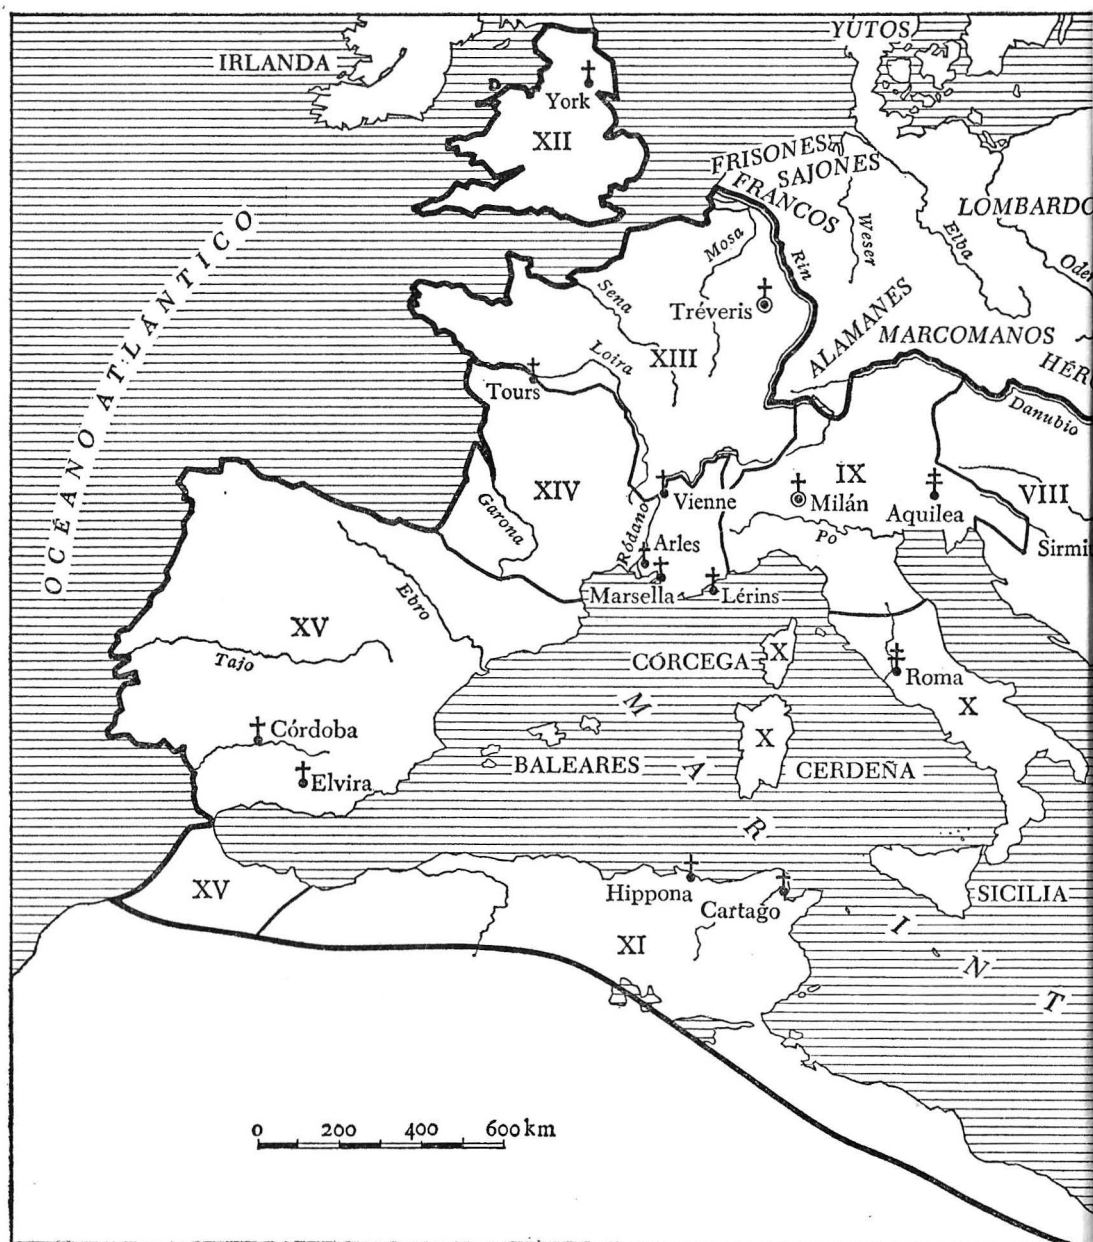 YUTOS
IRLANDA
York
XII
FRISONES
SAJONES
FRANCOS
LOMBARDO
Mosa
Weser
Elba
Oder
Rin
OCÉANO ATLÁNTICO
Sena
Tréveris
ALAMANES
MARCOMANOS
XIII
Loira
Tours
Danubio
IX
XIV
Vienne
Milán
VIII
Garona
Aquilea
Ródano
Po
Arles
Sirmi
Ebro
Marsella
Lérins
XV
Tajo
CÓRCEGA
X
Roma
X
Córdoba
X
BALEARES
CERDEÑA
Elvira
M A R
XV
Hippona
Cartago
SICILIA
XI
I N T
0 200 400 600 km